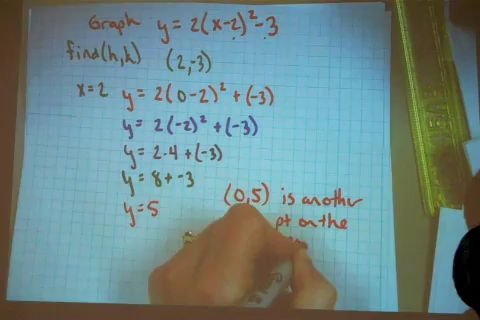 Graph y = 2(x-2)² - 3
find (h,k) (2,-3)
x=2 y = 2(0-2)² + (-3)
y = 2(-2)² + (-3)
y = 2·4 + (-3)
y = 8 + -3
y = 5 (0,5) is another
pt on the